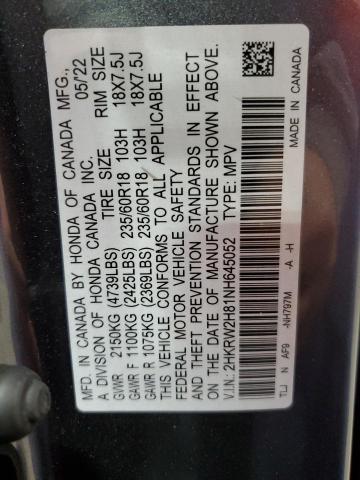 MFD. IN CANADA BY HONDA OF CANADA MFG.,
A DIVISION OF HONDA CANADA INC. 05/22
TIRE SIZE RIM SIZE
GVWR 2150KG (4739LBS)
GAWR F 1100KG (2425LBS) 235/60R18 103H 18X7.5J
GAWR R 1075KG (2369LBS) 235/60R18 103H 18X7.5J
THIS VEHICLE CONFORMS TO ALL APPLICABLE
FEDERAL MOTOR VEHICLE SAFETY
AND THEFT PREVENTION STANDARDS IN EFFECT
ON THE DATE OF MANUFACTURE SHOWN ABOVE.
V.I.N.: 2HKRW2H81NH645052 TYPE: MPV
TLJ N AF9 -NH797M -A -H MADE IN CANADA